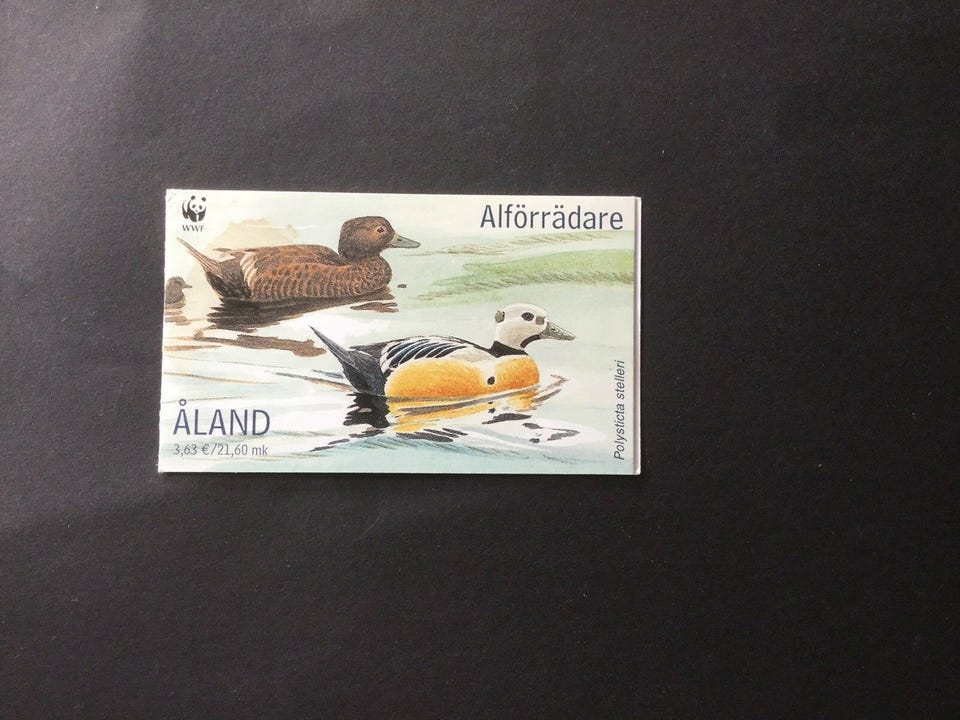 WWF
Alförrädare
Polysticta stelleri
ÅLAND
3,63 €/21,60 mk